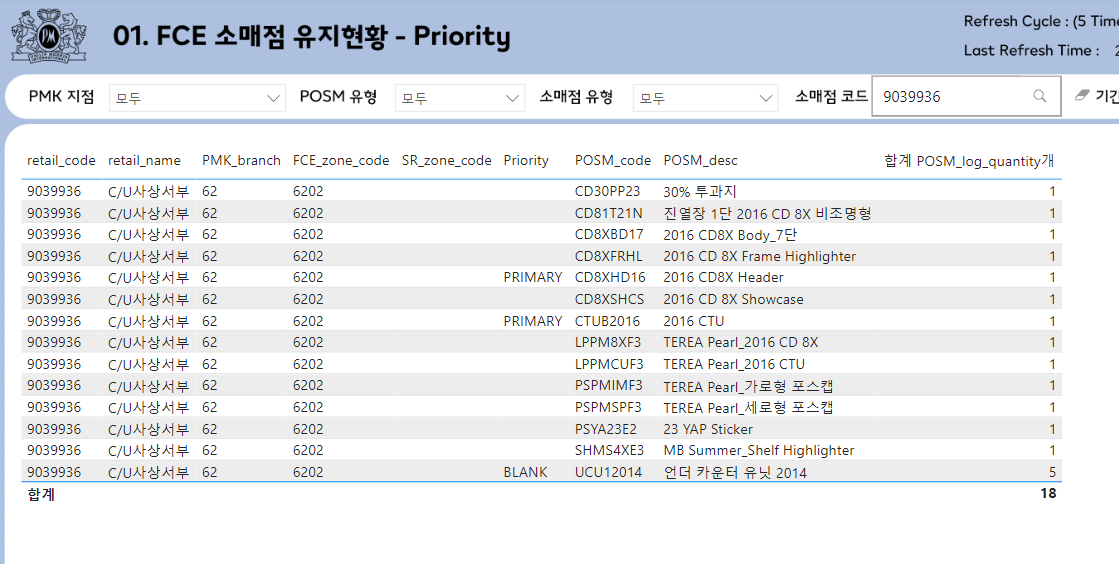 01. FCE 소매점 유지현황 - Priority
Refresh Cycle : (5
Last Refresh Time :
PMK 지점 모두 POSM 유형 모두 소매점 유형 모두 소매점 코드 9039936
retail_code retail_name PMK_branch FCE_zone_code SR_zone_code Priority POSM_code POSM_desc 합계 POSM_log_quantity개
9039936 C/U사상서부 62 6202 CD30PP23 30% 투과지 1
9039936 C/U사상서부 62 6202 CD81T21N 진열장 1단 2016 CD 8X 비조명형 1
9039936 C/U사상서부 62 6202 CD8XBD17 2016 CD8X Body_7단 1
9039936 C/U사상서부 62 6202 CD8XFRHL 2016 CD 8X Frame Highlighter 1
9039936 C/U사상서부 62 6202 PRIMARY CD8XHD16 2016 CD8X Header 1
9039936 C/U사상서부 62 6202 CD8XSHCS 2016 CD 8X Showcase 1
9039936 C/U사상서부 62 6202 PRIMARY CTUB2016 2016 CTU 1
9039936 C/U사상서부 62 6202 LPPM8XF3 TEREA Pearl_2016 CD 8X 1
9039936 C/U사상서부 62 6202 LPPMCUF3 TEREA Pearl_2016 CTU 1
9039936 C/U사상서부 62 6202 PSPMIMF3 TEREA Pearl_가로형 포스캡 1
9039936 C/U사상서부 62 6202 PSPMSPF3 TEREA Pearl_세로형 포스캡 1
9039936 C/U사상서부 62 6202 PSYA23E2 23 YAP Sticker 1
9039936 C/U사상서부 62 6202 SHMS4XE3 MB Summer_Shelf Highlighter 1
9039936 C/U사상서부 62 6202 BLANK UCU12014 언더 카운터 유닛 2014 5
합계 18